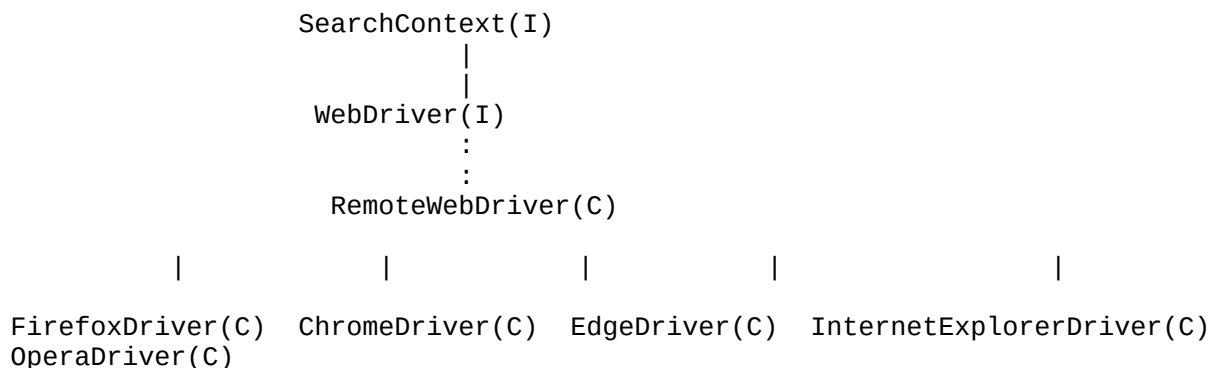 SearchContext(I)
|
|
WebDriver(I)
:
:
RemoteWebDriver(C)
| | | | |
FirefoxDriver(C) ChromeDriver(C) EdgeDriver(C) InternetExplorerDriver(C)
OperaDriver(C)